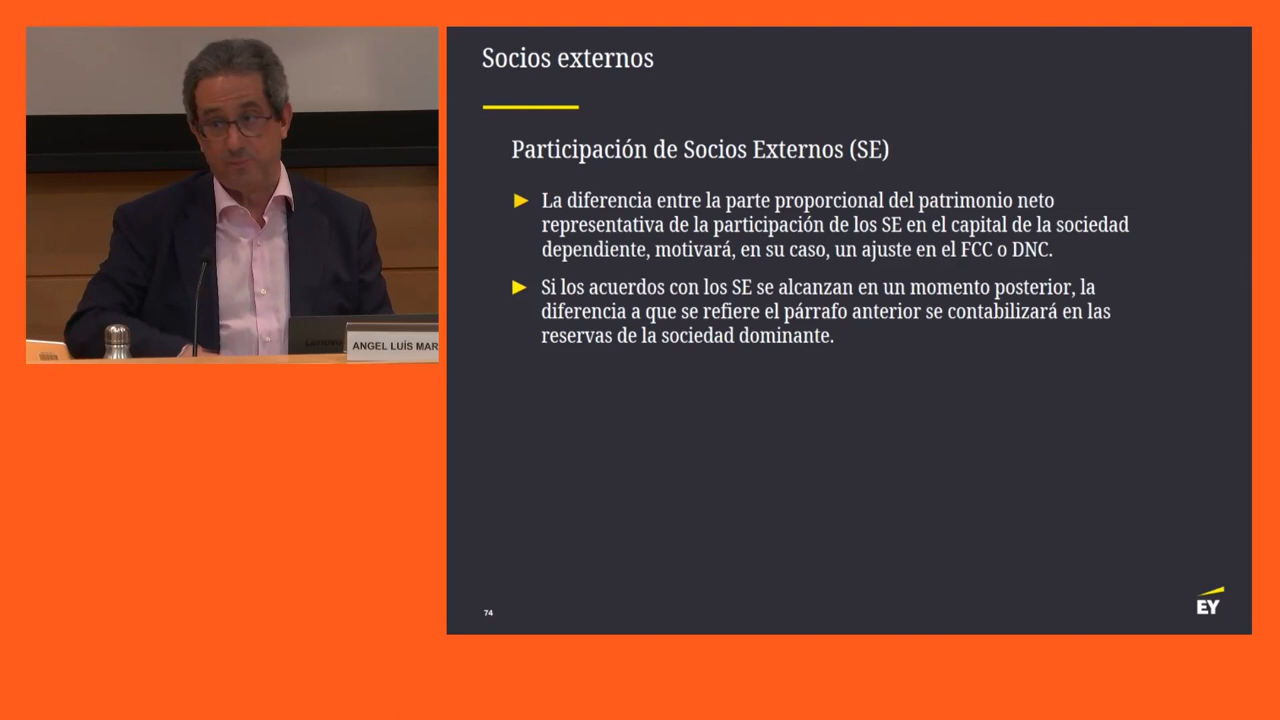 Socios externos
Participación de Socios Externos (SE)
La diferencia entre la parte proporcional del patrimonio neto
representativa de la participación de los SE en el capital de la sociedad
dependiente, motivará, en su caso, un ajuste en el FCC o DNC.
Si los acuerdos con los SE se alcanzan en un momento posterior, la
diferencia a que se refiere el párrafo anterior se contabilizará en las
reservas de la sociedad dominante.
Lenovo
ANGEL LUÍS MAR
74
EY